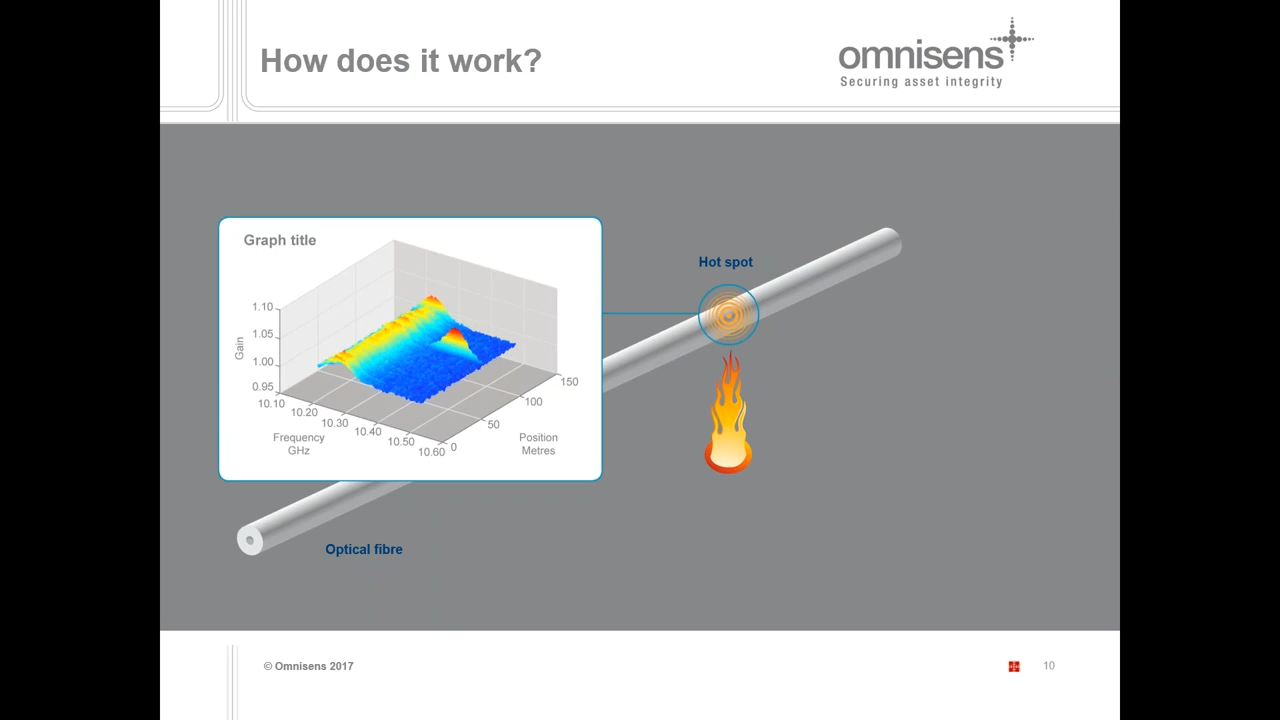 How does it work?
omnisens
Securing asset integrity
Graph title
Hot spot
1.10
1.05
1.00
0.95
Gain
10.10
10.20
10.30
10.40
10.50
10.60
0
50
100
150
Frequency
GHz
Position
Metres
Optical fibre
© Omnisens 2017
10